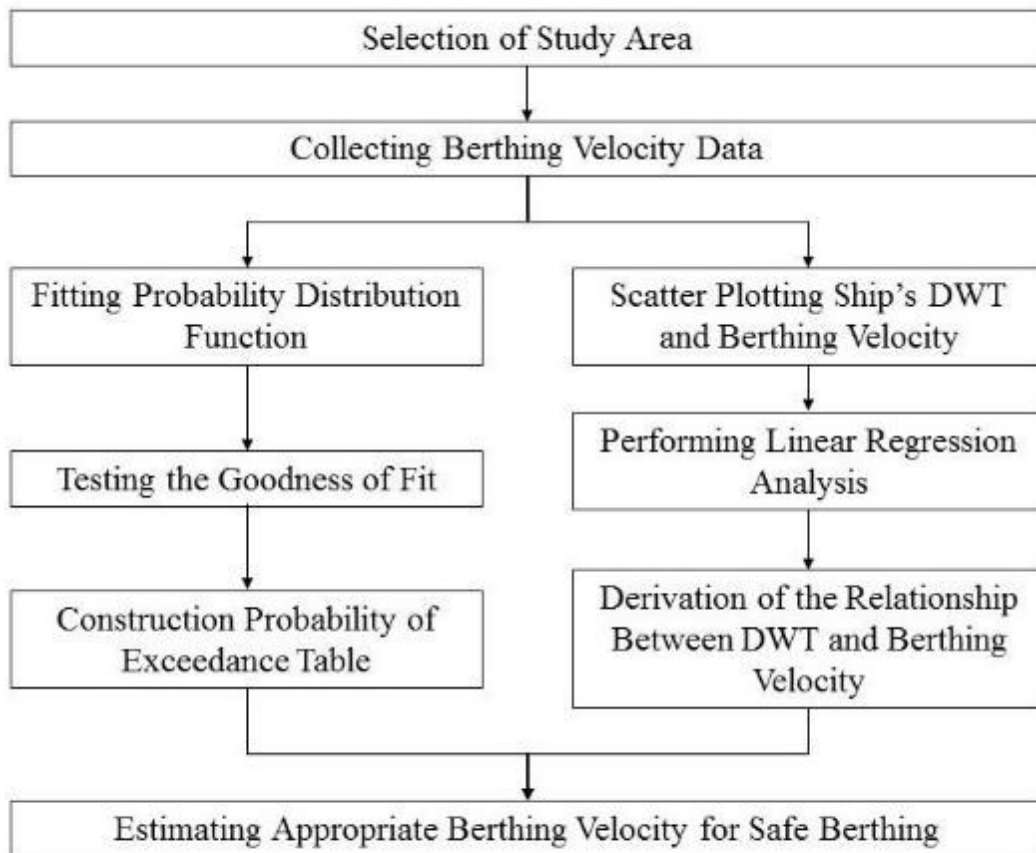 Selection of Study Area
Collecting Berthing Velocity Data
Fitting Probability Distribution
Function
Testing the Goodness of Fit
Construction Probability of
Exceedance Table
Scatter Plotting Ship's DWT
and Berthing Velocity
Performing Linear Regression
Analysis
Derivation of the Relationship
Between DWT and Berthing
Velocity
Estimating Appropriate Berthing Velocity for Safe Berthing